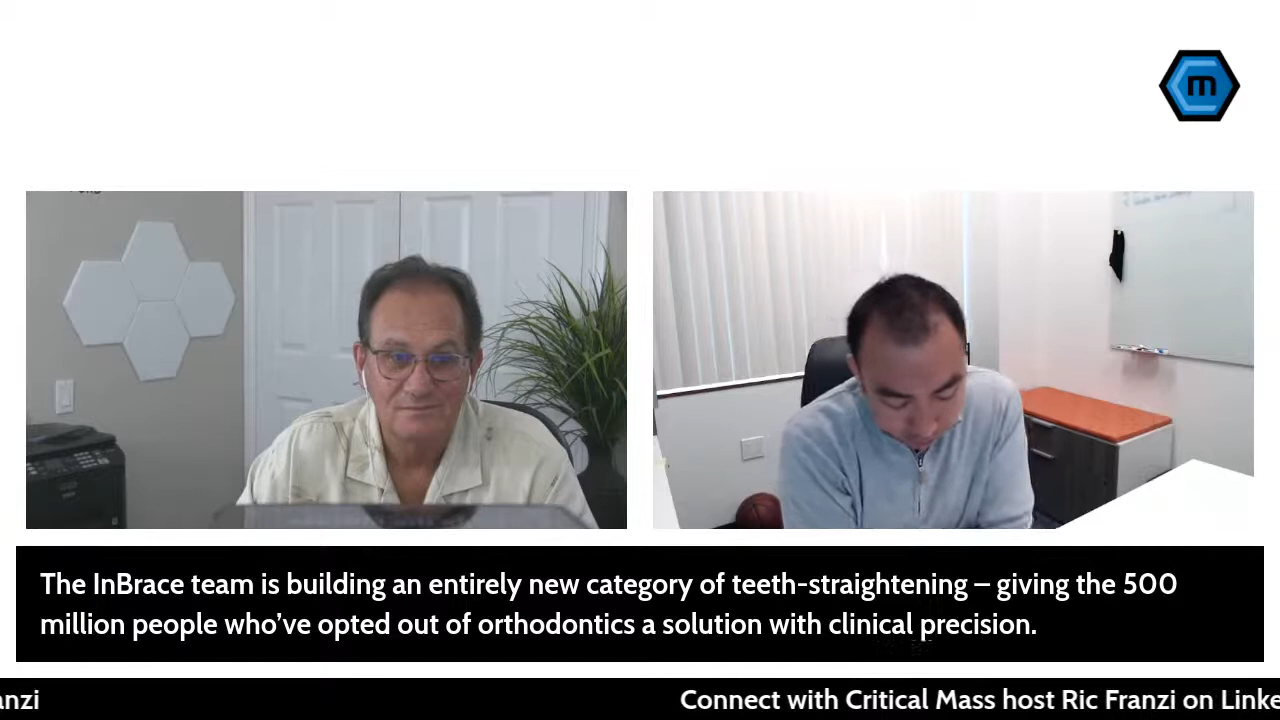 m
The InBrace team is building an entirely new category of teeth-straightening – giving the 500
million people who’ve opted out of orthodontics a solution with clinical precision.
anzi
Connect with Critical Mass host Ric Franzi on Linke